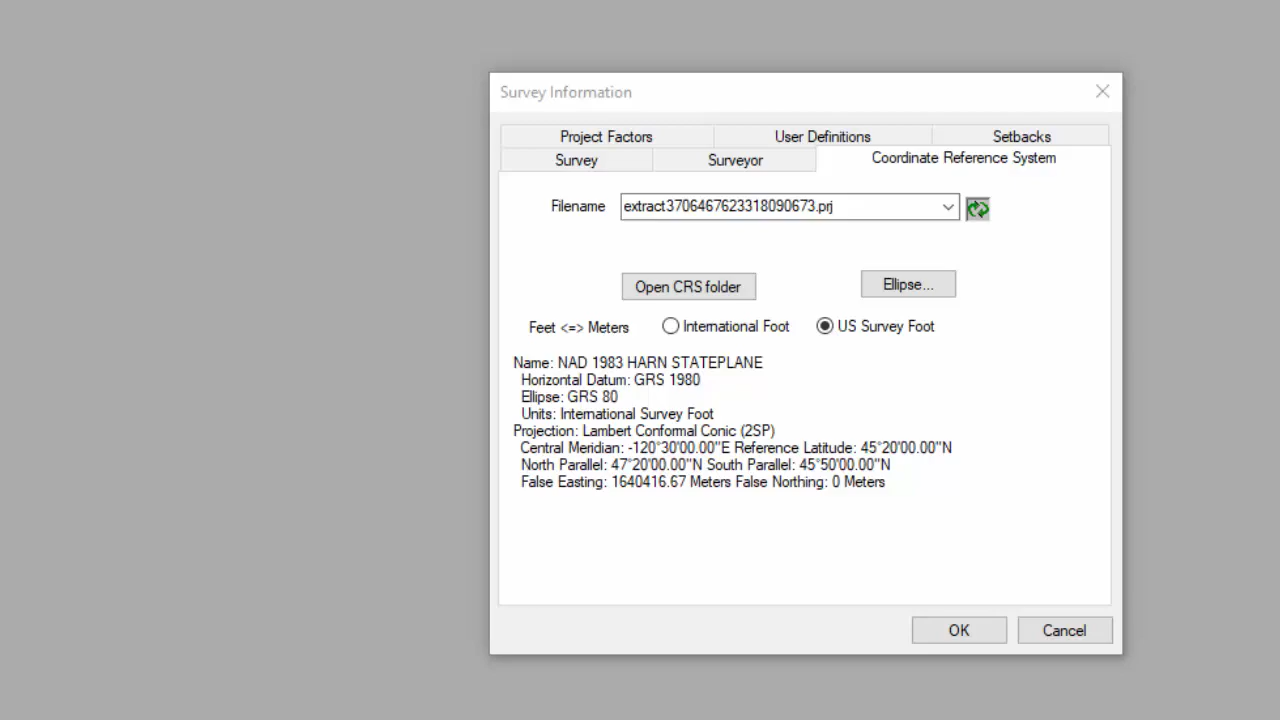 Survey Information
Project Factors User Definitions Setbacks
Survey Surveyor Coordinate Reference System
Filename extract3706467623318090673.prj
Open CRS folder Ellipse...
Feet <=> Meters International Foot US Survey Foot
Name: NAD 1983 HARN STATEPLANE
Horizontal Datum: GRS 1980
Ellipse: GRS 80
Units: International Survey Foot
Projection: Lambert Conformal Conic (2SP)
Central Meridian: -120°30'00.00"E Reference Latitude: 45°20'00.00"N
North Parallel: 47°20'00.00"N South Parallel: 45°50'00.00"N
False Easting: 1640416.67 Meters False Northing: 0 Meters
OK Cancel